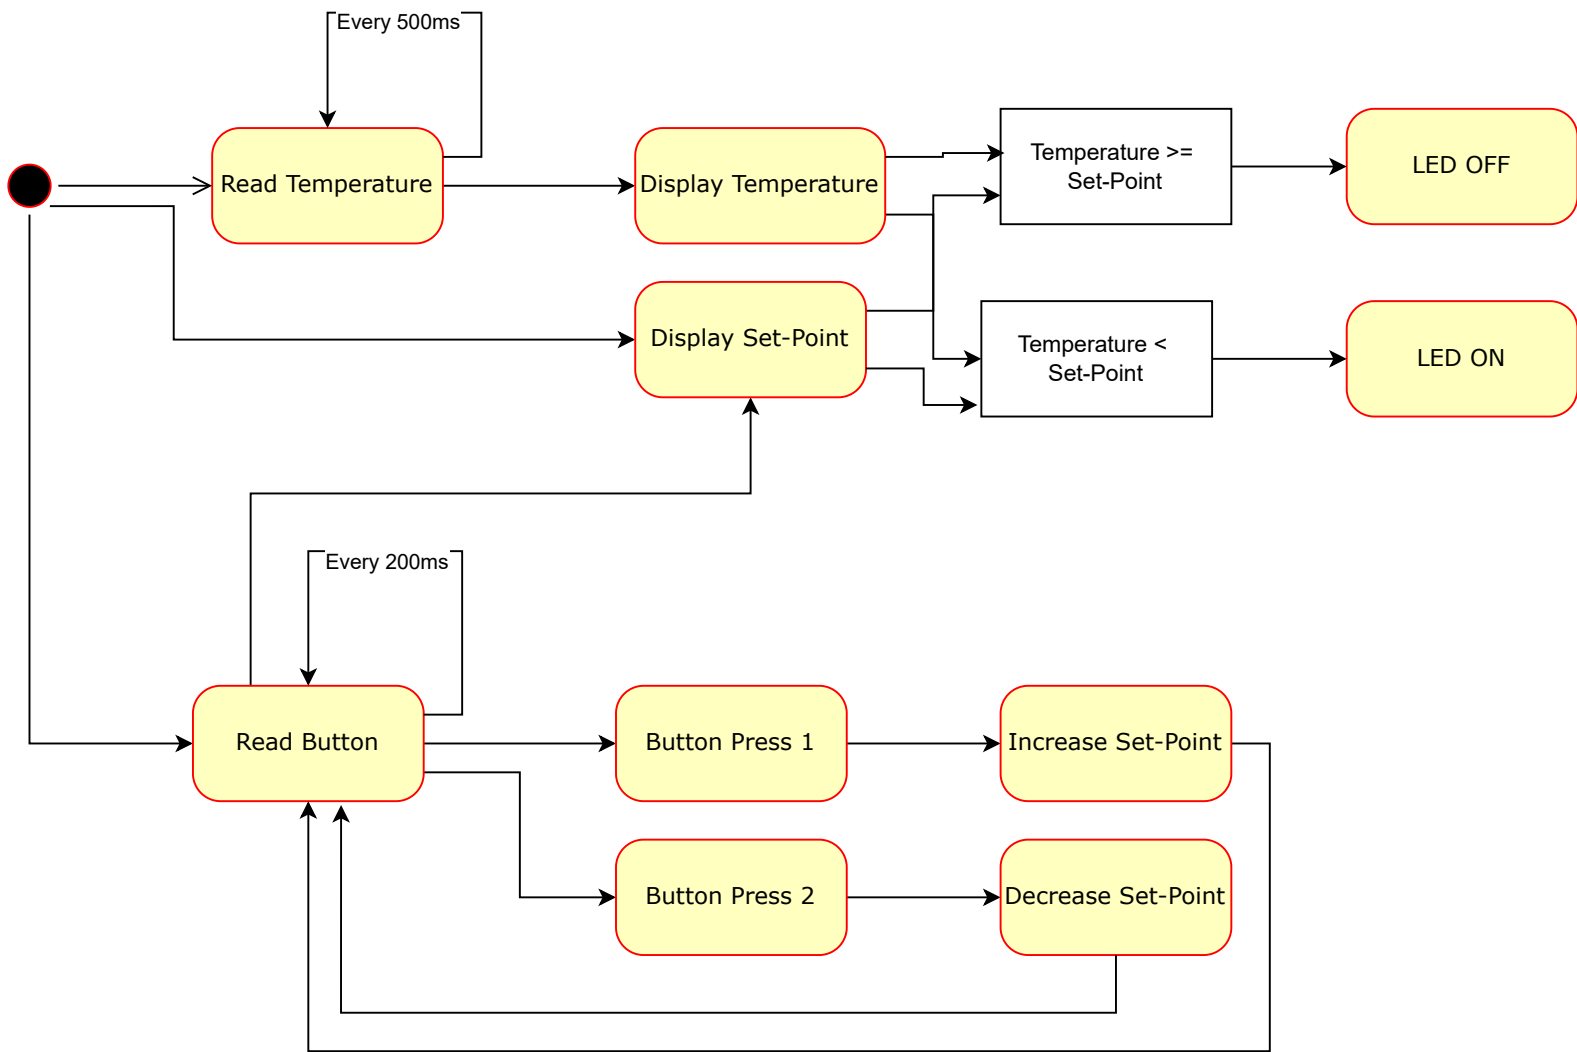 Every 500ms
Read Temperature
Display Temperature
Temperature >=
Set-Point
LED OFF
Display Set-Point
Temperature <
Set-Point
LED ON
Every 200ms
Read Button
Button Press 1
Increase Set-Point
Button Press 2
Decrease Set-Point